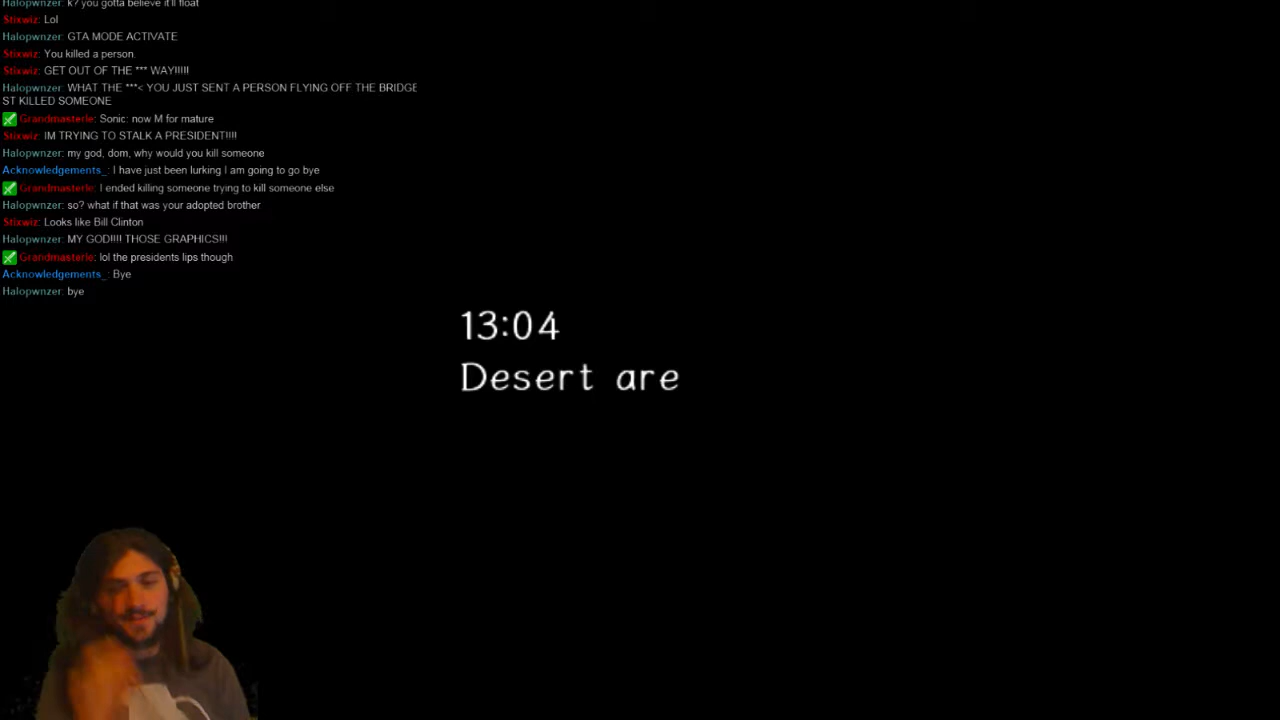 Halopwnzer: k? you gotta believe it'll float
Stixwiz: Lol
Halopwnzer: GTA MODE ACTIVATE
Stixwiz: You killed a person.
Stixwiz: GET OUT OF THE *** WAY!!!!!
Halopwnzer: WHAT THE ***< YOU JUST SENT A PERSON FLYING OFF THE BRIDGE
ST KILLED SOMEONE
Grandmasterle: Sonic: now M for mature
Stixwiz: IM TRYING TO STALK A PRESIDENT!!!!
Halopwnzer: my god, dom, why would you kill someone
Acknowledgements_: I have just been lurking I am going to go bye
Grandmasterle: I ended killing someone trying to kill someone else
Halopwnzer: so? what if that was your adopted brother
Stixwiz: Looks like Bill Clinton
Halopwnzer: MY GOD!!!! THOSE GRAPHICS!!!
Grandmasterle: lol the presidents lips though
Acknowledgements_: Bye
Halopwnzer: bye
13:04
Desert are